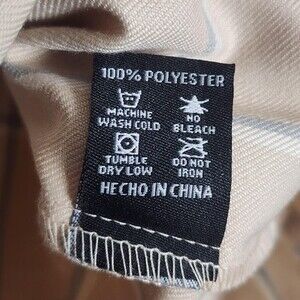 100% POLYESTER
MACHINE
WASH COLD
NO
BLEACH
TUMBLE
DRY LOW
DO NOT
IRON
HECHO IN CHINA